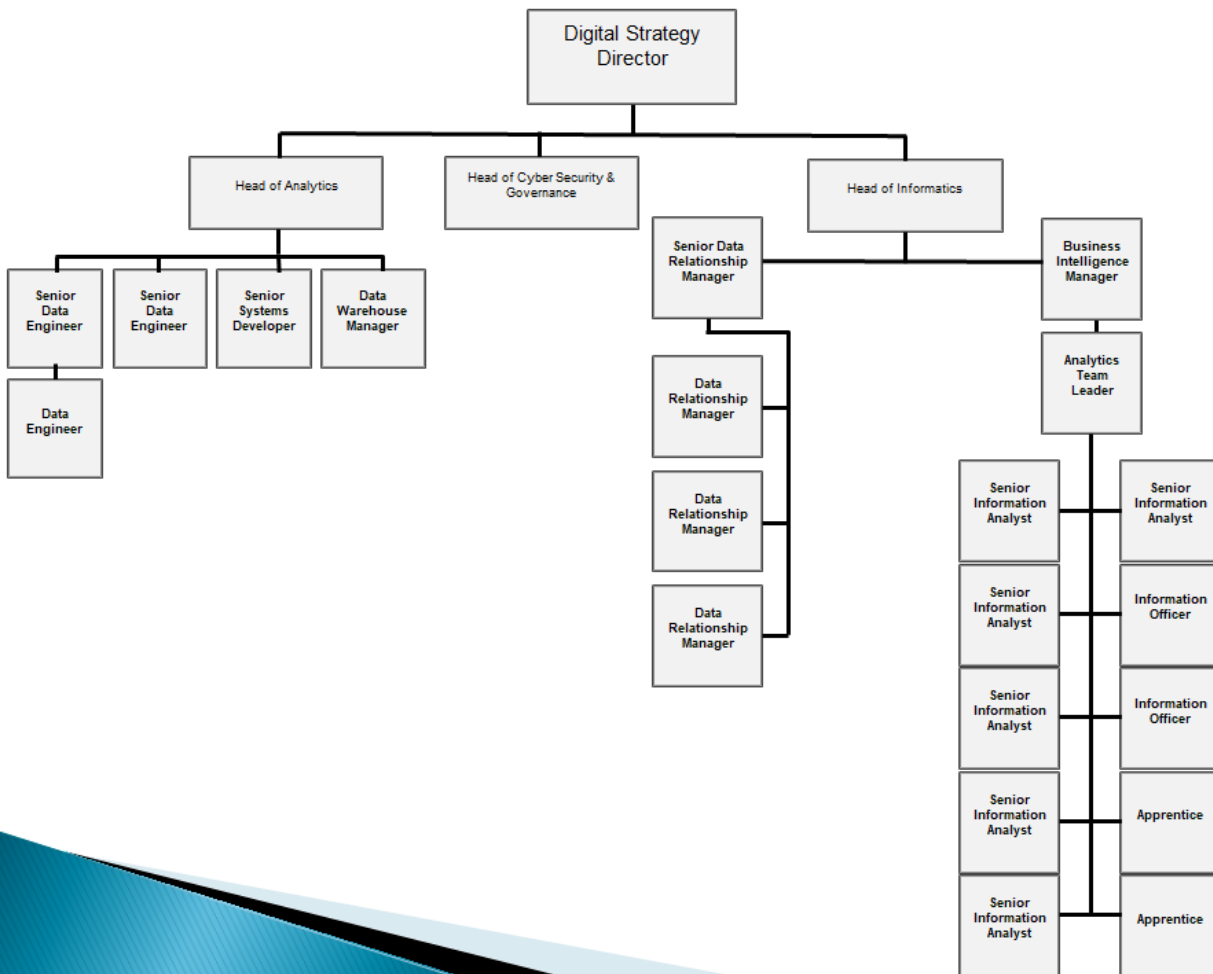 Digital Strategy
Director
Head of Analytics
Head of Cyber Security &
Governance
Head of Informatics
Senior Data
Relationship
Manager
Business
Intelligence
Manager
Senior
Data
Engineer
Senior
Data
Engineer
Senior
Systems
Developer
Data
Warehouse
Manager
Analytics
Team
Leader
Data
Engineer
Data
Relationship
Manager
Data
Relationship
Manager
Data
Relationship
Manager
Senior
Information
Analyst
Senior
Information
Analyst
Senior
Information
Analyst
Information
Officer
Senior
Information
Analyst
Information
Officer
Senior
Information
Analyst
Apprentice
Senior
Information
Analyst
Apprentice